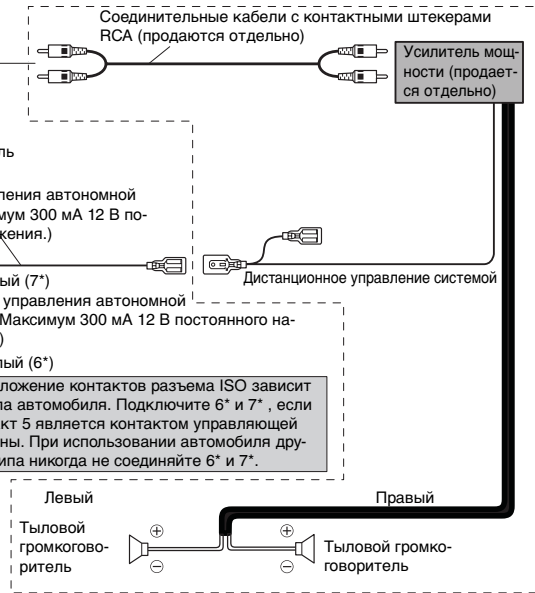 Соединительные кабели с контактными штекерами
RCA (продаются отдельно)
Усилитель мощ-
ности (продает-
ся отдельно)
ль
ления автономной
мум 300 мА 12 В по-
жения.)
Дистанционное управление системой
ый (7*)
управления автономной
Максимум 300 мА 12 В постоянного на-
)
лый (6*)
ложение контактов разъема ISO зависит
па автомобиля. Подключите 6* и 7* , если
кт 5 является контактом управляющей
ны. При использовании автомобиля дру-
ипа никогда не соединяйте 6* и 7*.
Левый
Правый
Тыловой
громкогово-
ритель
+
−
+
−
Тыловой громко-
говоритель